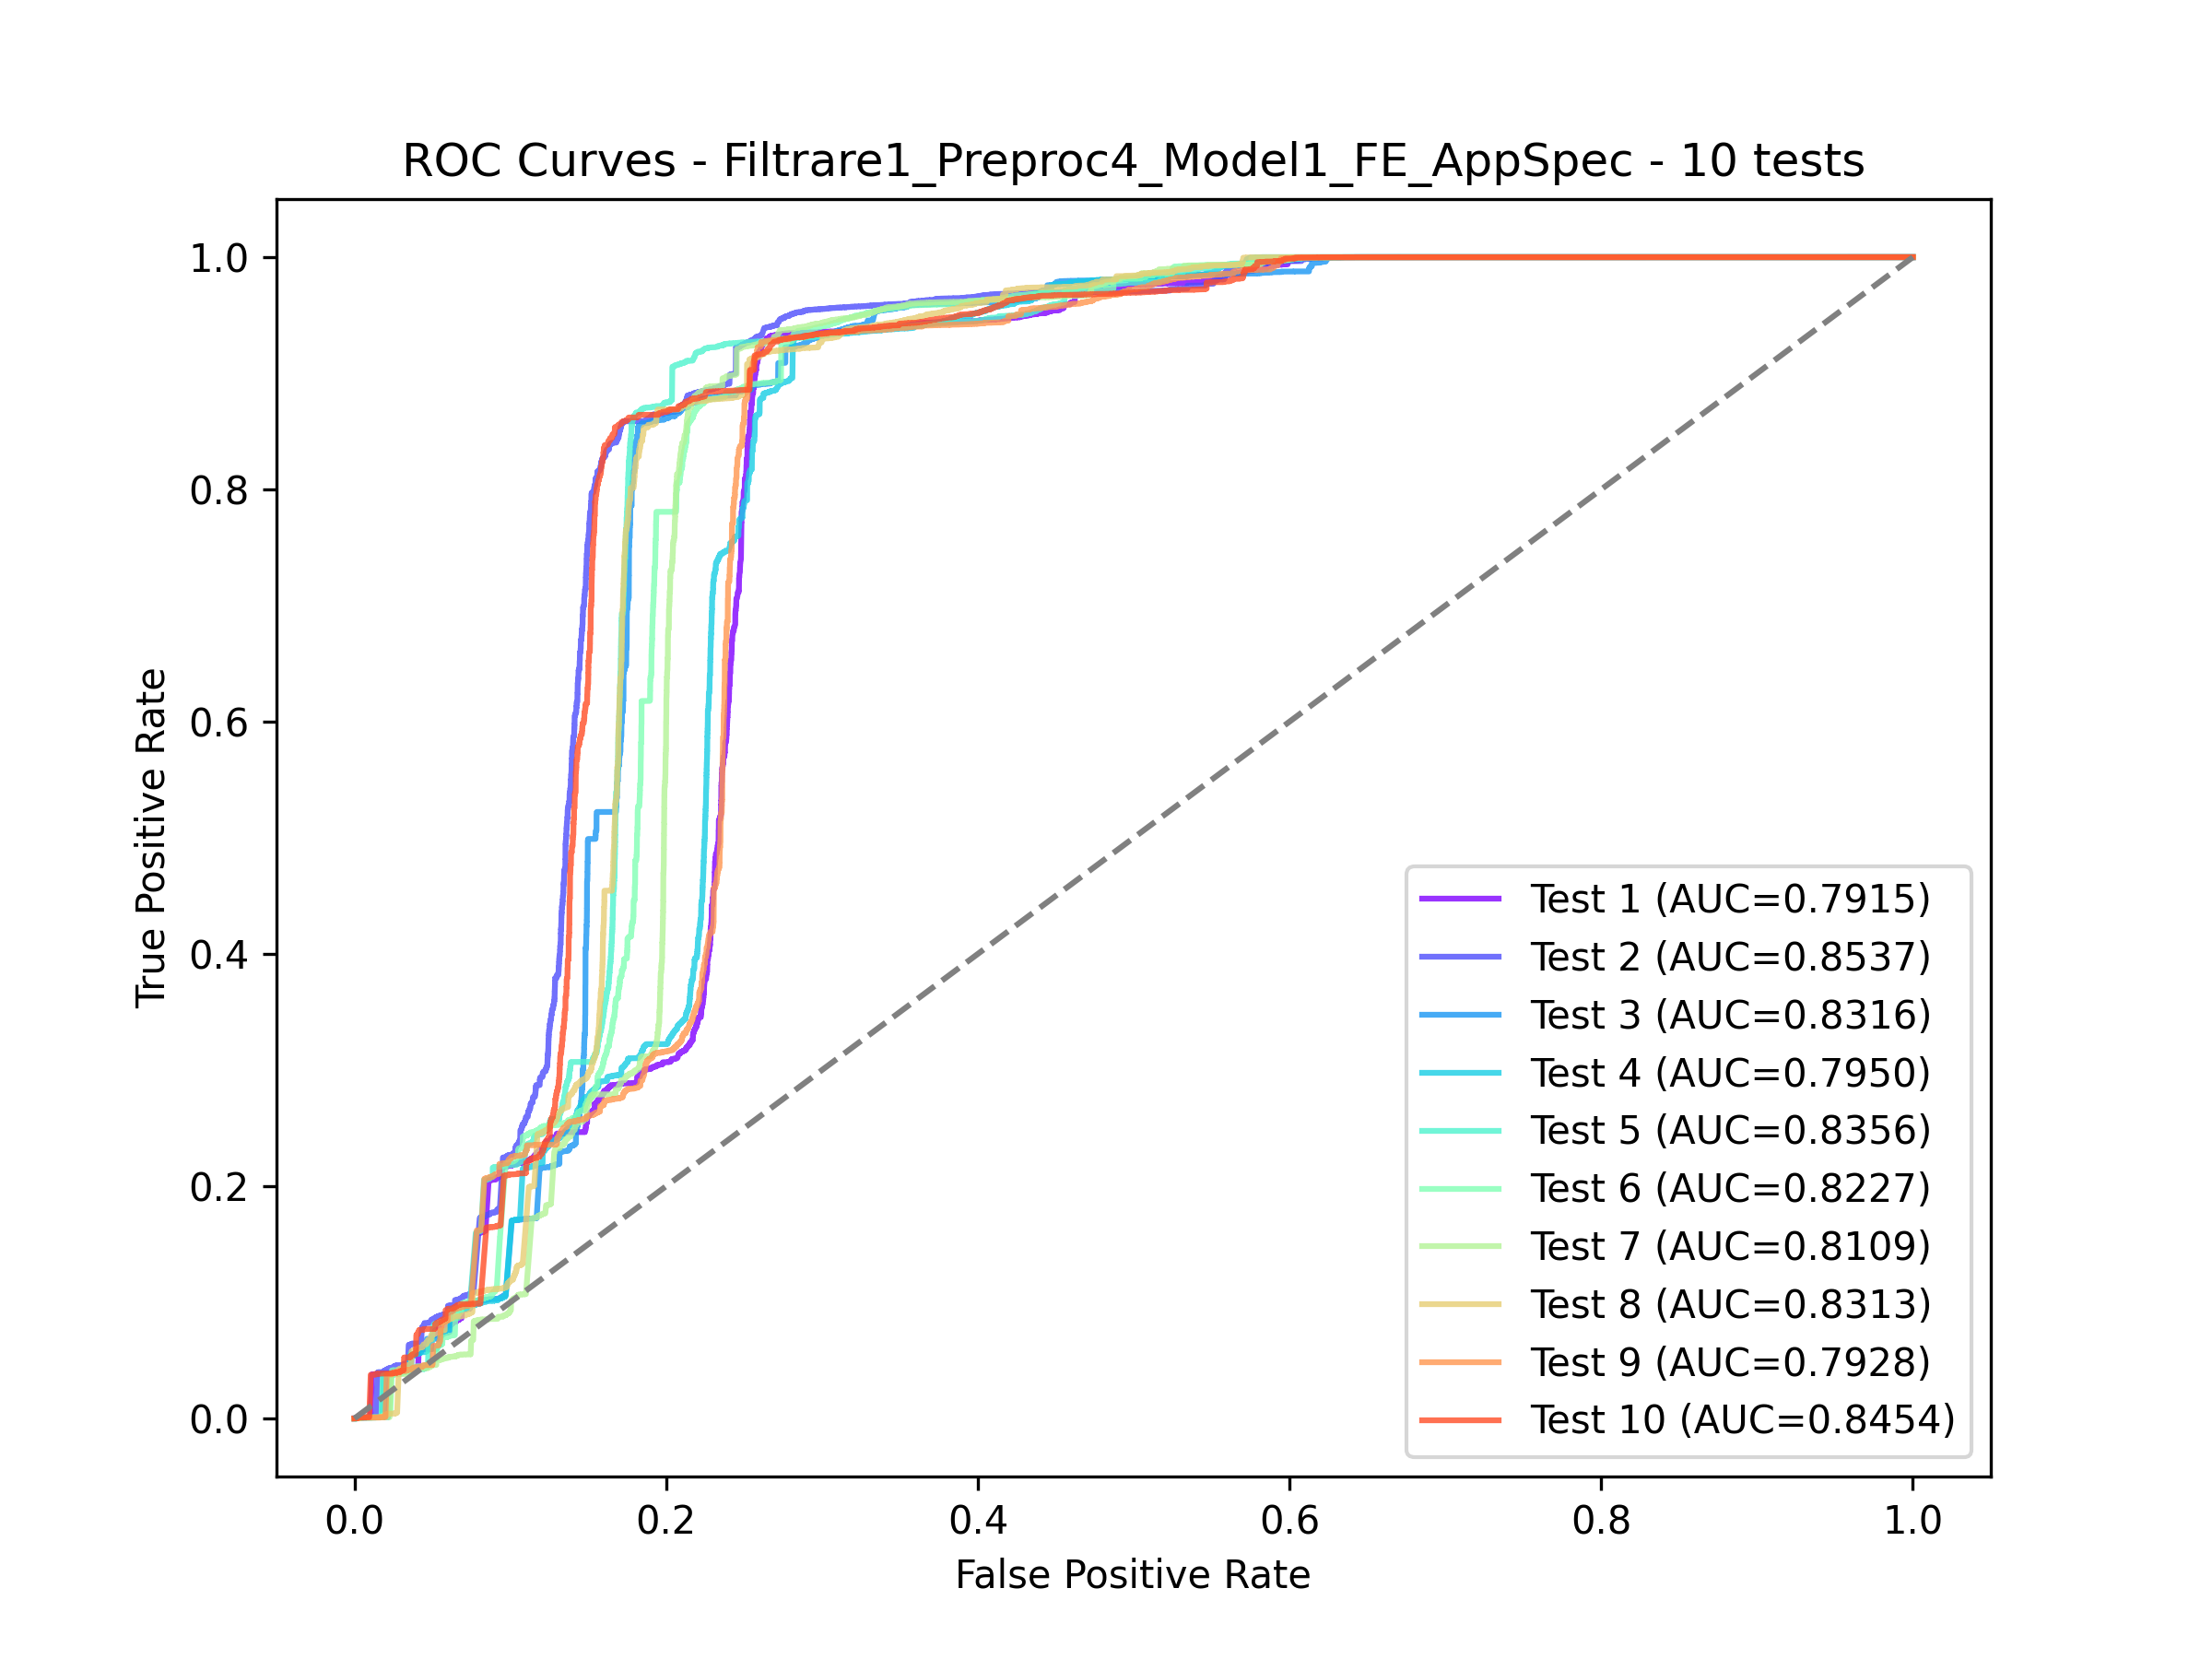 ROC Curves - Filtrare1_Preproc4_Model1_FE_AppSpec - 10 tests
1.0
0.8
0.6
0.4
0.2
0.0
True Positive Rate
Test 1 (AUC=0.7915)
Test 2 (AUC=0.8537)
Test 3 (AUC=0.8316)
Test 4 (AUC=0.7950)
Test 5 (AUC=0.8356)
Test 6 (AUC=0.8227)
Test 7 (AUC=0.8109)
Test 8 (AUC=0.8313)
Test 9 (AUC=0.7928)
Test 10 (AUC=0.8454)
0.0 0.2 0.4 0.6 0.8 1.0
False Positive Rate